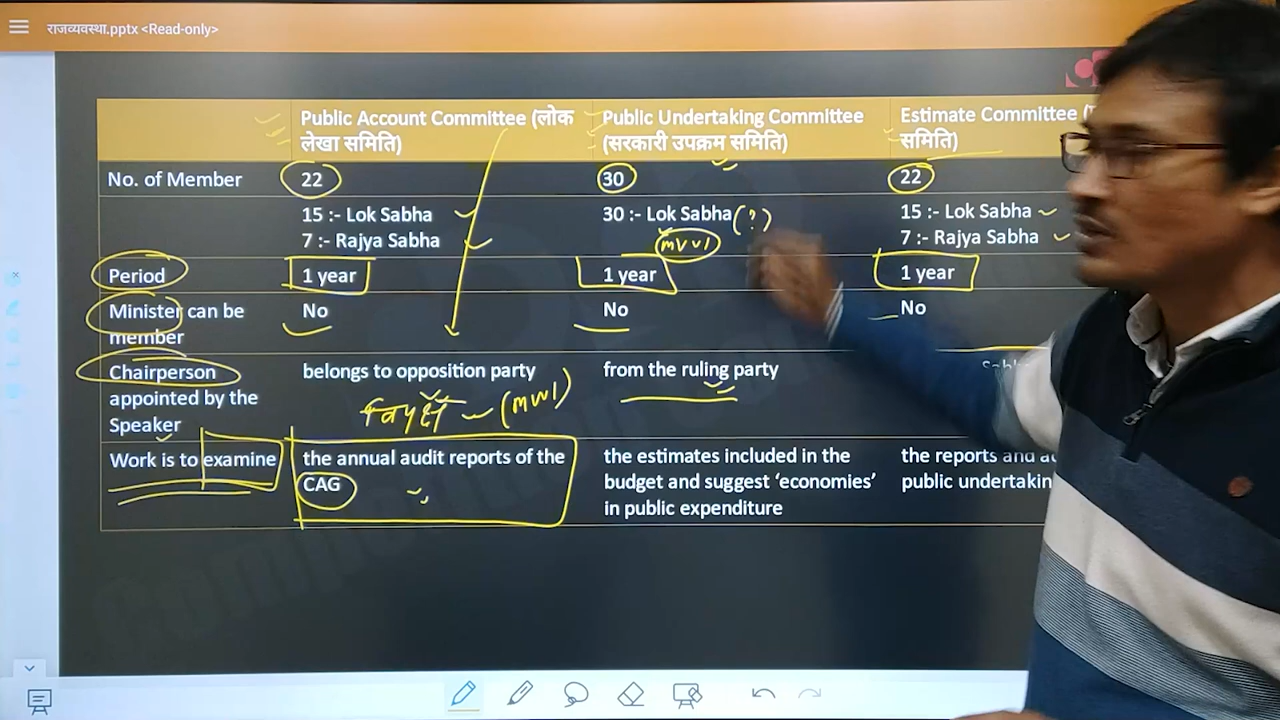 राजव्यवस्था.pptx <Read-only>
Public Account Committee (लोक
लेखा समिति)
Public Undertaking Committee
(सरकारी उपक्रम समिति)
Estimate Committee (
समिति)
No. of Member
22
30
22
15 :- Lok Sabha
7 :- Rajya Sabha
30 :- Lok Sabha (?)
15 :- Lok Sabha
7 :- Rajya Sabha
Period
1 year
1 year
1 year
Minister can be
member
No
No
No
Chairperson
appointed by the
Speaker
belongs to opposition party
from the ruling party
Work is to examine
the annual audit reports of the
CAG
the estimates included in the
budget and suggest ‘economies’
in public expenditure
the reports and
public undertakin